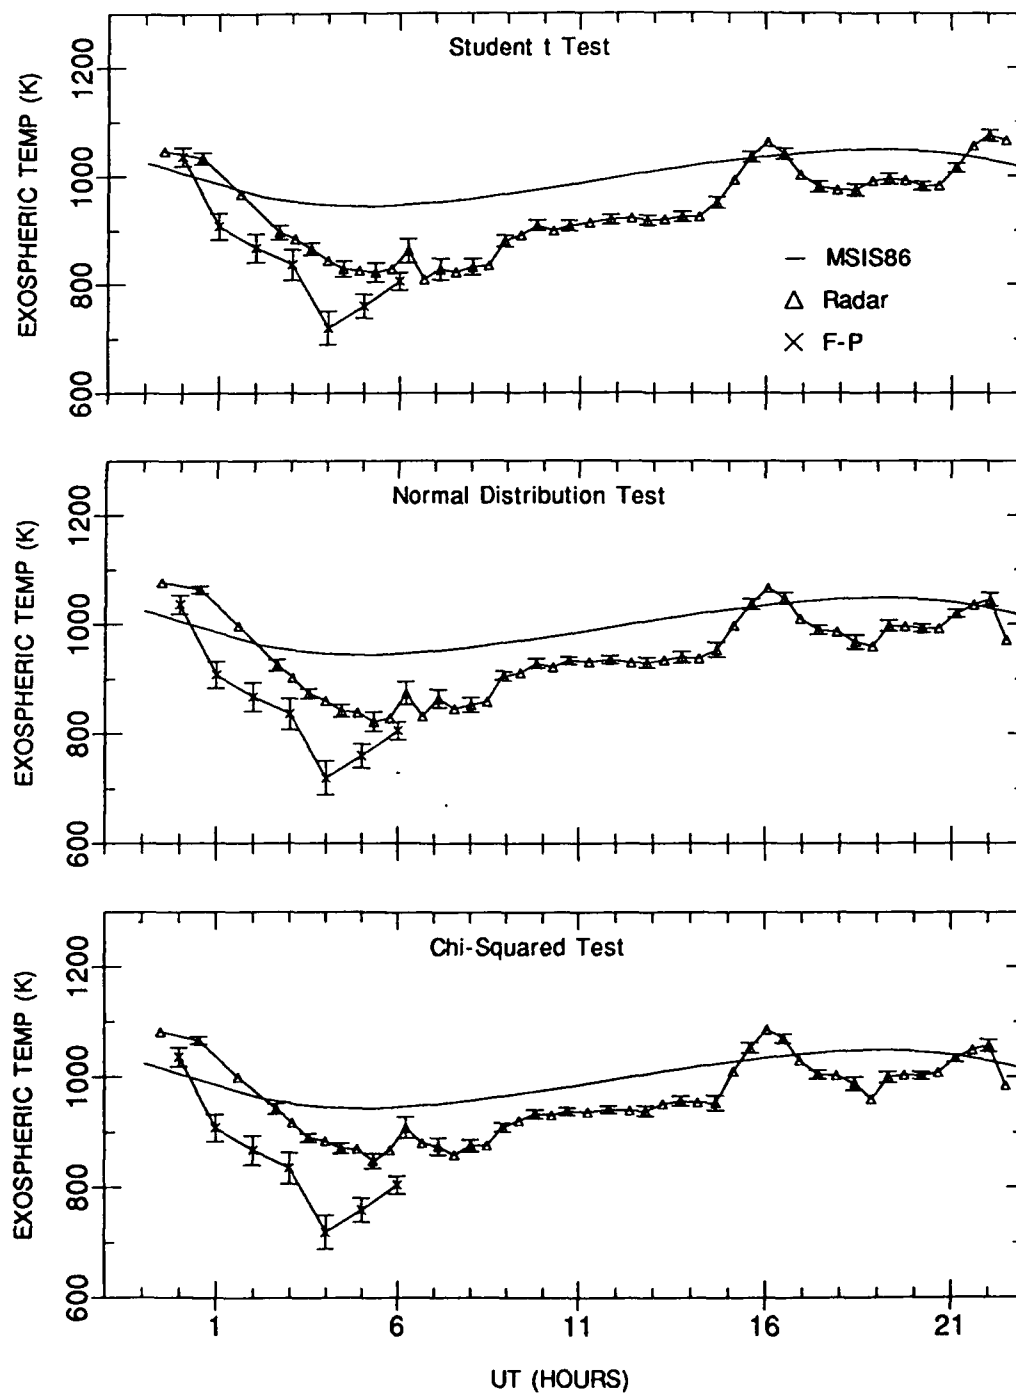 Student t Test
EXOSPHERIC TEMP (K)
1200
1000
800
600
MSIS86
Radar
F-P
Normal Distribution Test
EXOSPHERIC TEMP (K)
1200
1000
800
600
Chi-Squared Test
EXOSPHERIC TEMP (K)
1200
1000
800
600
1 6 11 16 21
UT (HOURS)